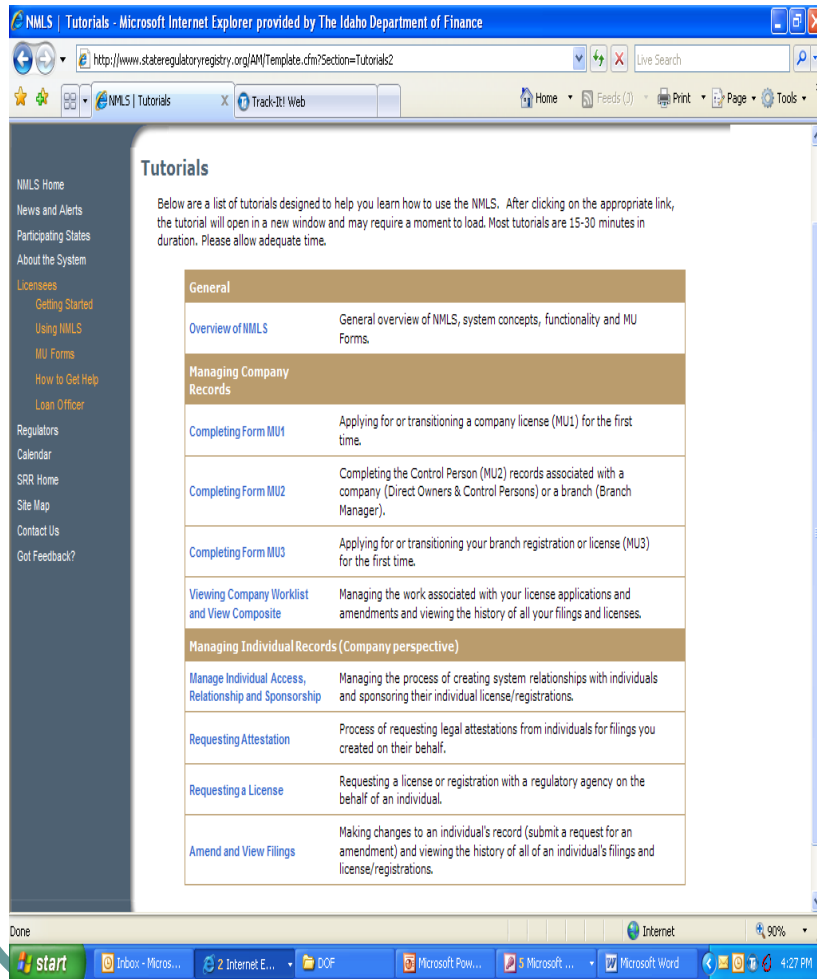 NMLS | Tutorials - Microsoft Internet Explorer provided by The Idaho Department of Finance
http://www.stateregulatoryregistry.org/AM/Template.cfm?Section=Tutorials2
Live Search
NMLS | Tutorials
Track-It! Web
Home
Feeds (J)
Print
Page
Tools
NMLS Home
News and Alerts
Participating States
About the System
Licensees
Getting Started
Using NMLS
MU Forms
How to Get Help
Loan Officer
Regulators
Calendar
SRR Home
Site Map
Contact Us
Got Feedback?
Tutorials
Below are a list of tutorials designed to help you learn how to use the NMLS. After clicking on the appropriate link,
the tutorial will open in a new window and may require a moment to load. Most tutorials are 15-30 minutes in
duration. Please allow adequate time.
General
Overview of NMLS
General overview of NMLS, system concepts, functionality and MU
Forms.
Managing Company
Records
Completing Form MU1
Applying for or transitioning a company license (MU1) for the first
time.
Completing Form MU2
Completing the Control Person (MU2) records associated with a
company (Direct Owners & Control Persons) or a branch (Branch
Manager).
Completing Form MU3
Applying for or transitioning your branch registration or license (MU3)
for the first time.
Viewing Company Worklist
and View Composite
Managing the work associated with your license applications and
amendments and viewing the history of all your filings and licenses.
Managing Individual Records (Company perspective)
Manage Individual Access,
Relationship and Sponsorship
Managing the process of creating system relationships with individuals
and sponsoring their individual license/registrations.
Requesting Attestation
Process of requesting legal attestations from individuals for filings you
created on their behalf.
Requesting a License
Requesting a license or registration with a regulatory agency on the
behalf of an individual.
Amend and View Filings
Making changes to an individual's record (submit a request for an
amendment) and viewing the history of all of an individual's filings and
license/registrations.
Done
Internet
90%
start
Inbox - Micros...
2 Internet E...
DOF
Microsoft Pow...
5 Microsoft ...
Microsoft Word
4:27 PM